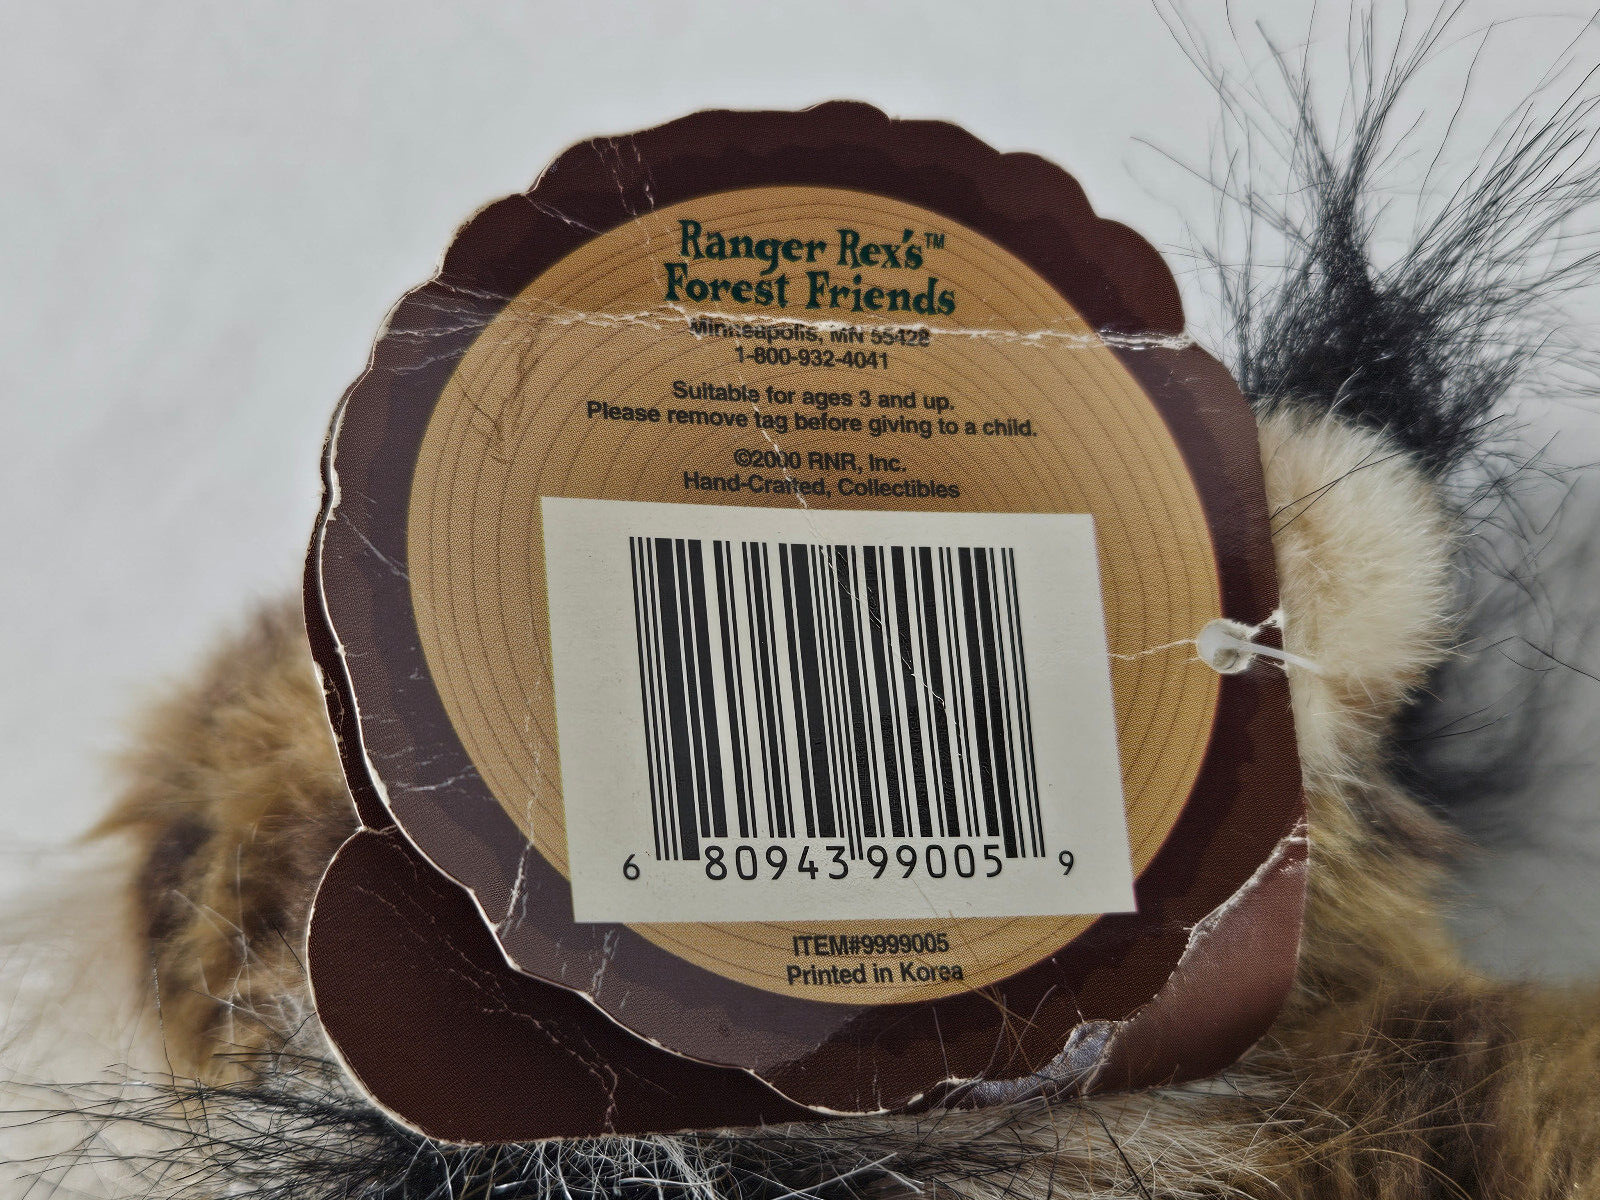 Ranger Rex's™
Forest Friends
Minneapolis, MN 55428
1-800-932-4041
Suitable for ages 3 and up.
Please remove tag before giving to a child.
©2000 RNR, Inc.
Hand-Crafted, Collectibles
6 80943 99005 9
ITEM#9999005
Printed in Korea